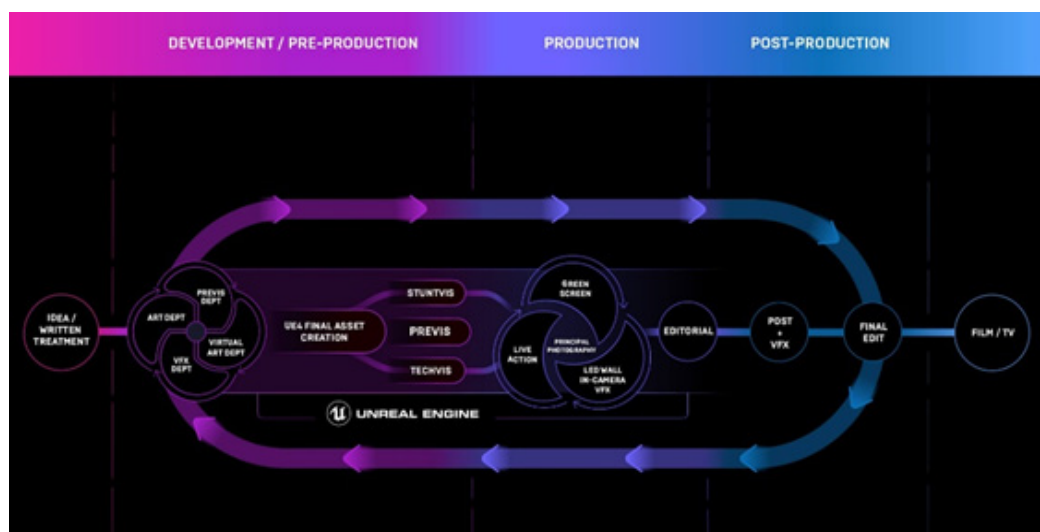 DEVELOPMENT / PRE-PRODUCTION
PRODUCTION
POST-PRODUCTION
IDEA /
WRITTEN
TREATMENT
PREVIS
DEPT
ART DEPT
VIRTUAL
ART DEPT
VFX
DEPT
UE4 FINAL ASSET
CREATION
STUNTVIS
PREVIS
TECHVIS
GREEN
SCREEN
LIVE
ACTION
PRINCIPAL
PHOTOGRAPHY
LED WALL
IN-CAMERA
VFX
EDITORIAL
POST
+
VFX
FINAL
EDIT
FILM / TV
UNREAL ENGINE